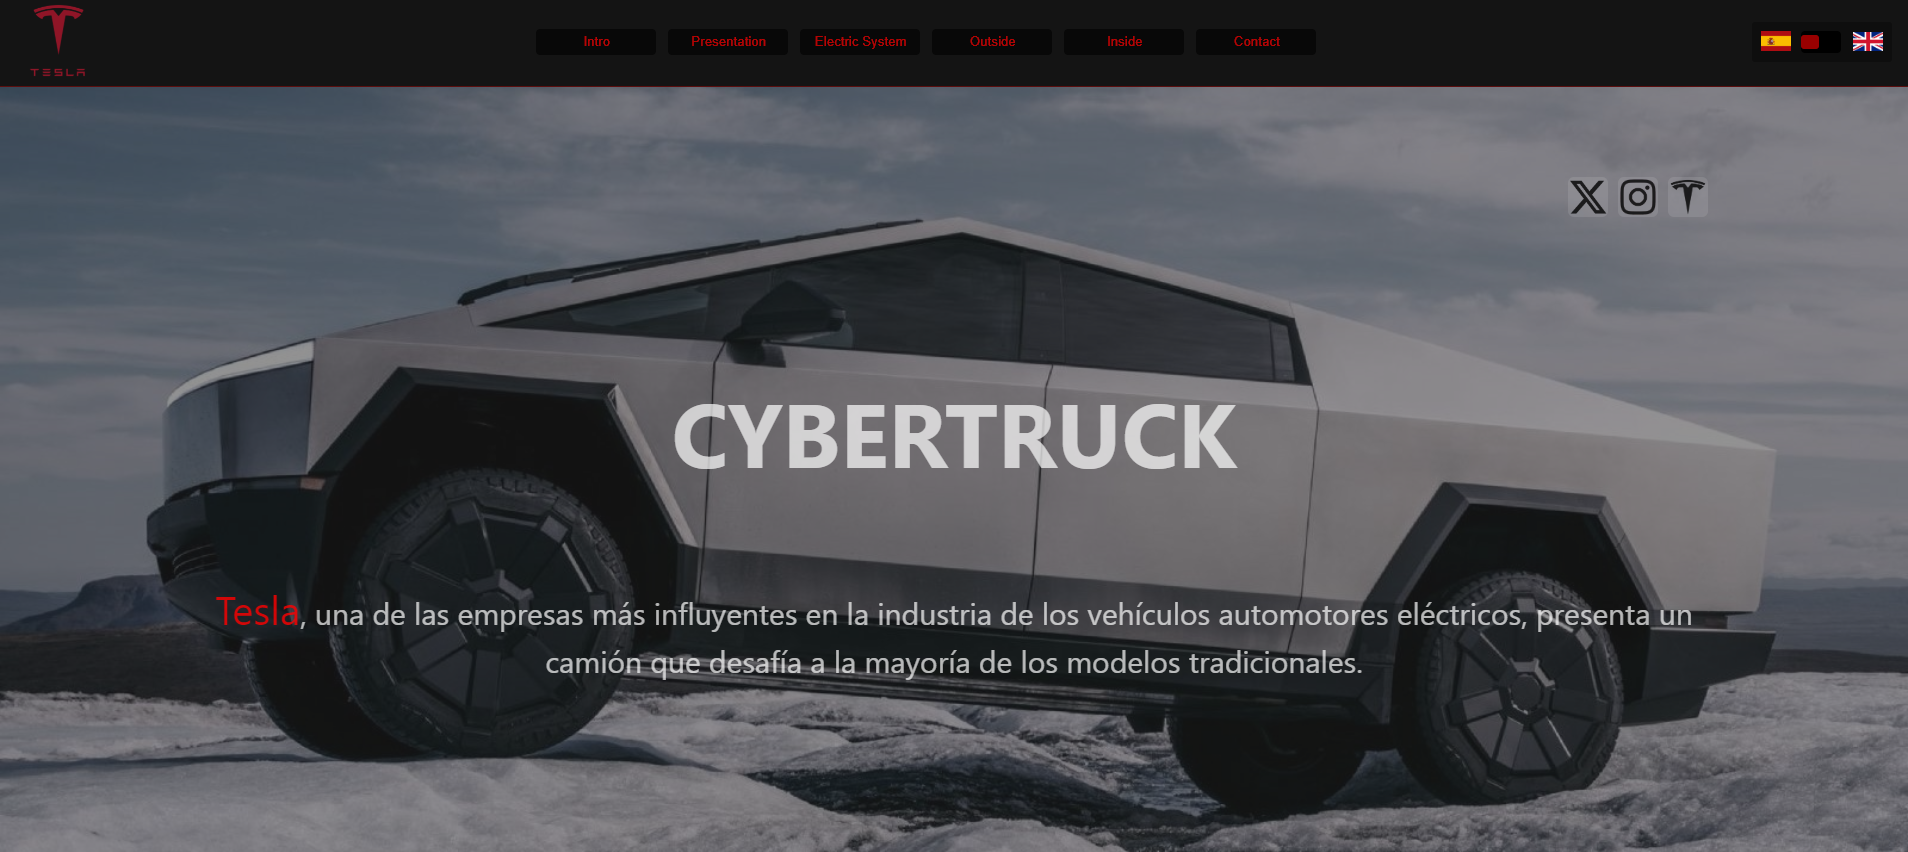 TESLA
Intro
Presentation
Electric System
Outside
Inside
Contact
CYBERTRUCK
Tesla, una de las empresas más influyentes en la industria de los vehículos automotores eléctricos, presenta un
camión que desafía a la mayoría de los modelos tradicionales.